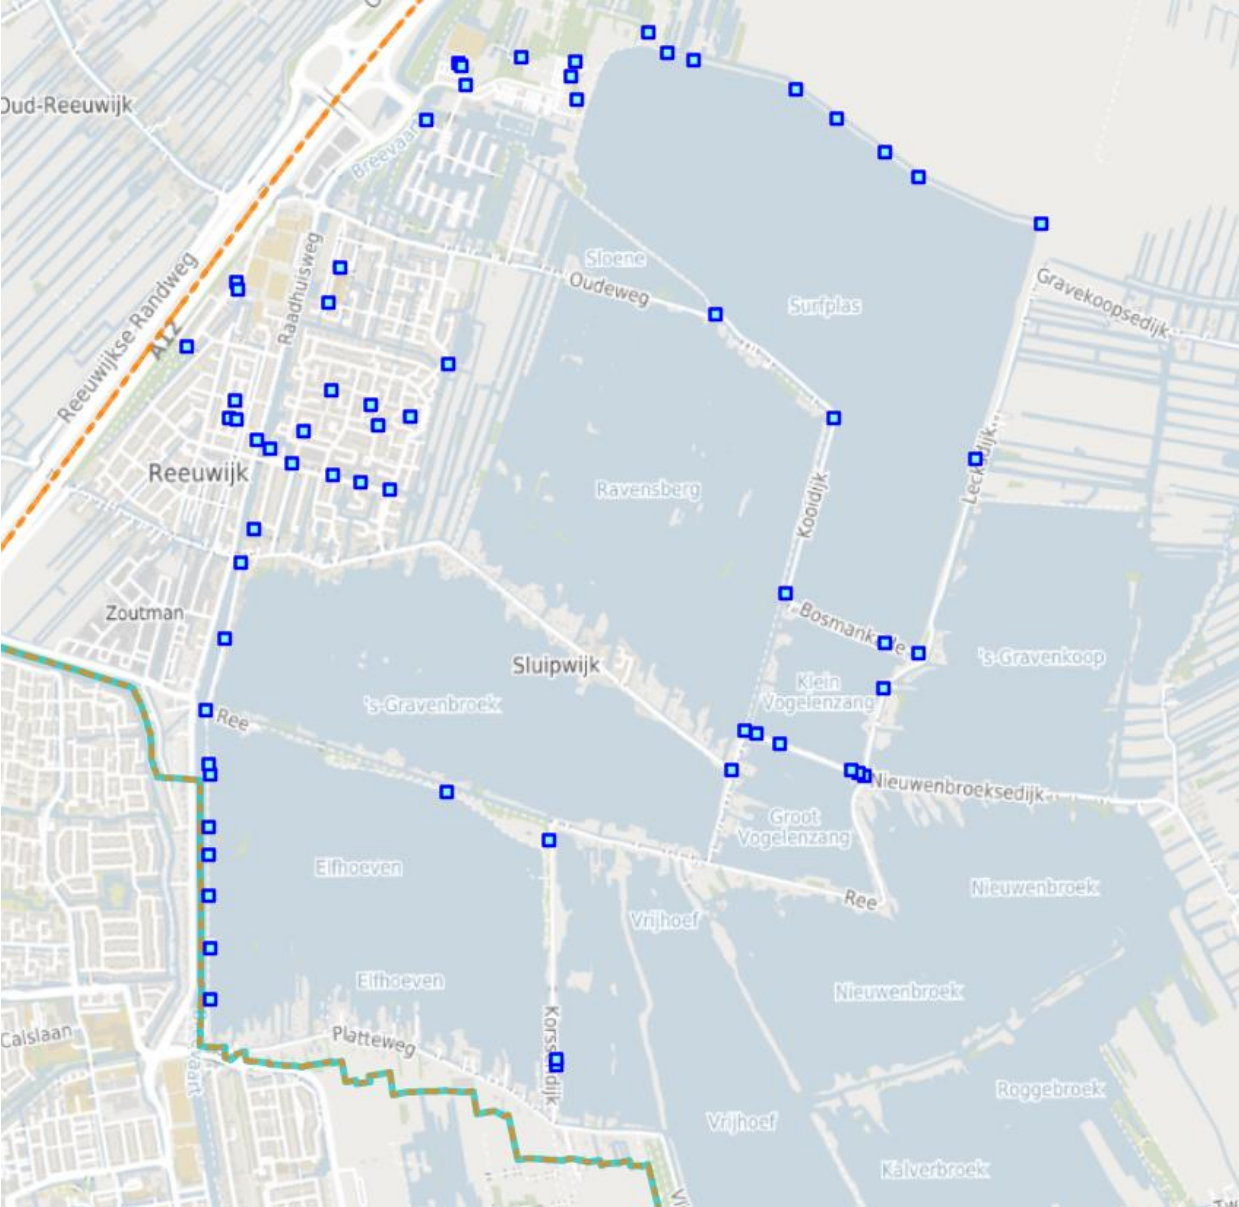 Oud-Reeuwijk
Breevaart
Sloene
Oudeweg
Surfplas
Gravekoopsedijk
Raadhuisweg
Reeuwijkse Randweg
A12
Reeuwijk
Ravensberg
Kooidijk
Zoutman
Bosmankade
Sluipwijk
's-Gravenkoop
Klein
Vogelenzang
's-Gravenbroek
Ree
Nieuwenbroeksedijk
Groot
Vogelenzang
Elfhoeven
Nieuwenbroek
Ree
Vrijhoef
Elfhoeven
Nieuwenbroek
Calslaan
Platteweg
Roggebroek
Vrijhoef
Kalverbroek